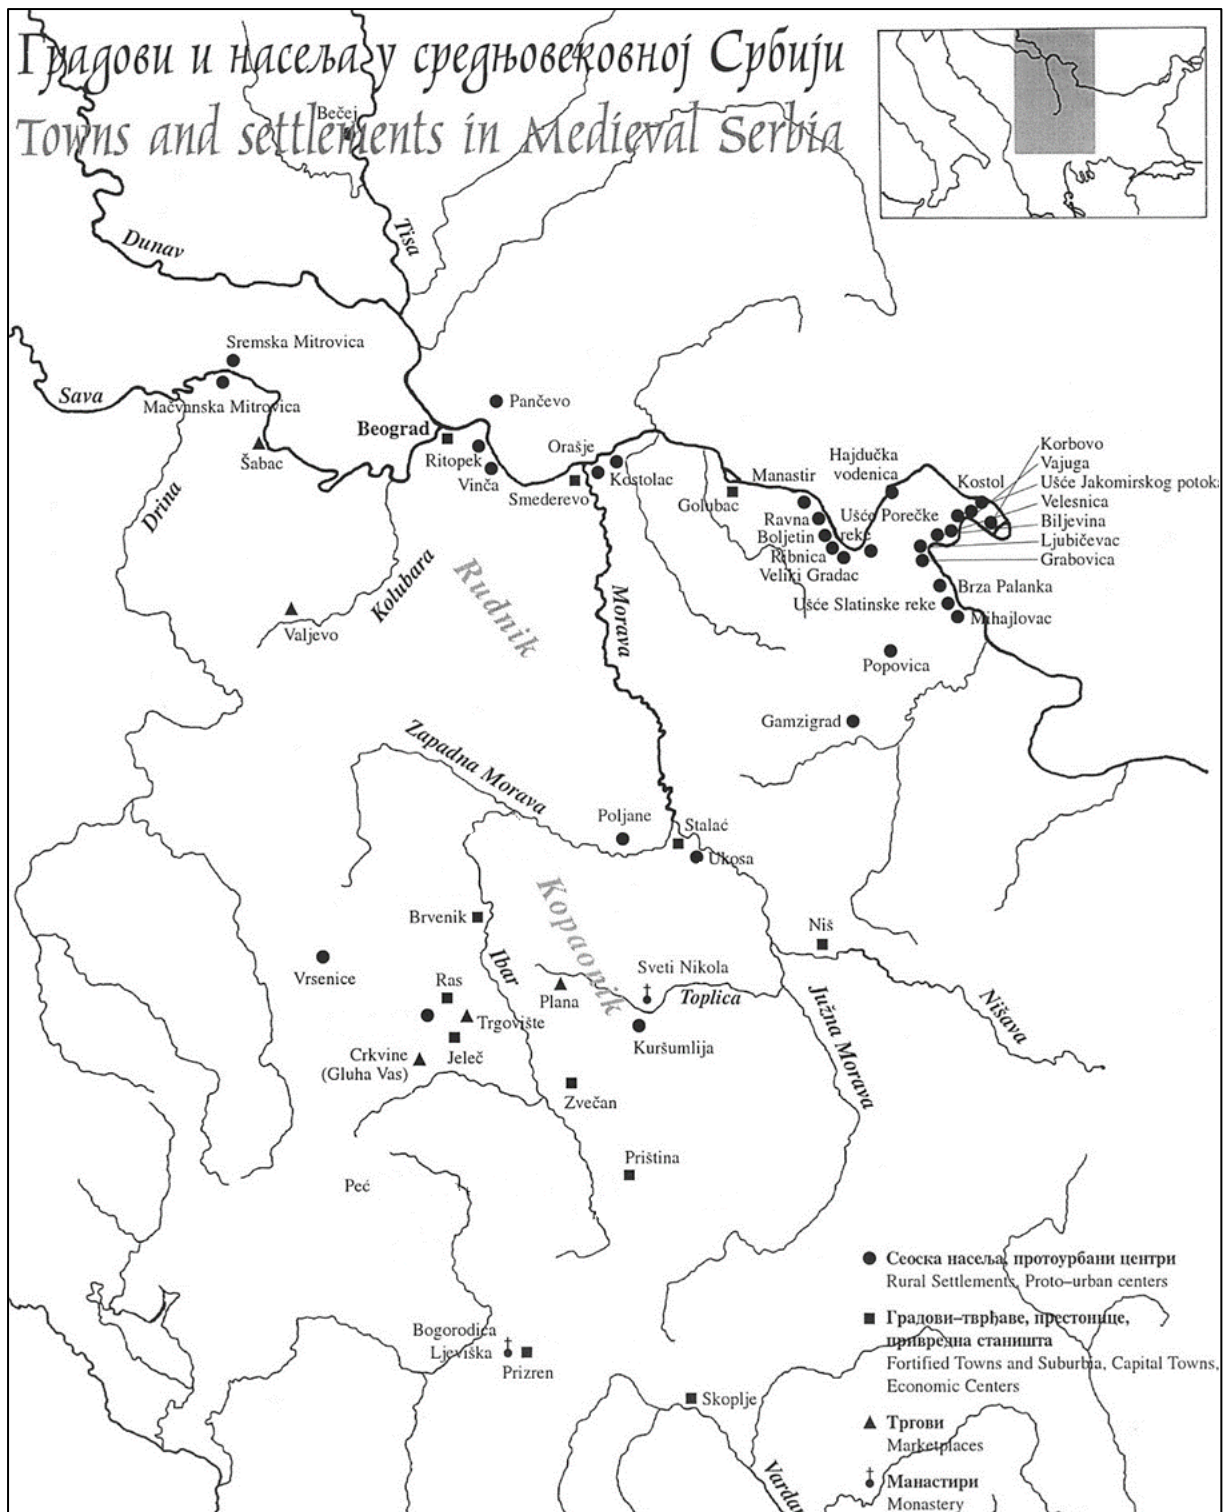 Градови и насеља у средњовековној Србији
Towns and settlements in Medieval Serbia
Bečej
Tisa
Dunav
Sremska Mitrovica
Sava
Mačvanska Mitrovica
Pančevo
Beograd
Šabac
Ritopek
Vinča
Orašje
Kostolac
Smederevo
Golubac
Manastir
Hajdučka
vodenica
Kostol
Korbovo
Vajuga
Ušće Jakomirskog potoka
Velesnica
Biljevina
Ljubičevac
Grabovica
Ravna
Ušće Porečke
reke
Boljetin
Ribnica
Veliki Gradac
Brza Palanka
Ušće Slatinske reke
Mihajlovac
Drina
Kolubara
Rudnik
Morava
Valjevo
Popovica
Gamzigrad
Zapadna Morava
Poljane
Stalać
Ukosa
Kopaonik
Brvenik
Niš
Ibar
Vrsenice
Ras
Plana
Sveti Nikola
Toplica
Južna Morava
Nišava
Trgovište
Kuršumlija
Crkvine
(Gluha Vas)
Jeleč
Zvečan
Priština
Peć
Bogorodica
Ljeviška
Prizren
Skoplje
Vardar
Сеоска насеља, протоурбани центри
Rural Settlements, Proto–urban centers
Градови–тврђаве, престонице,
привредна станишта
Fortified Towns and Suburbia, Capital Towns,
Economic Centers
Тргови
Marketplaces
Манастири
Monastery